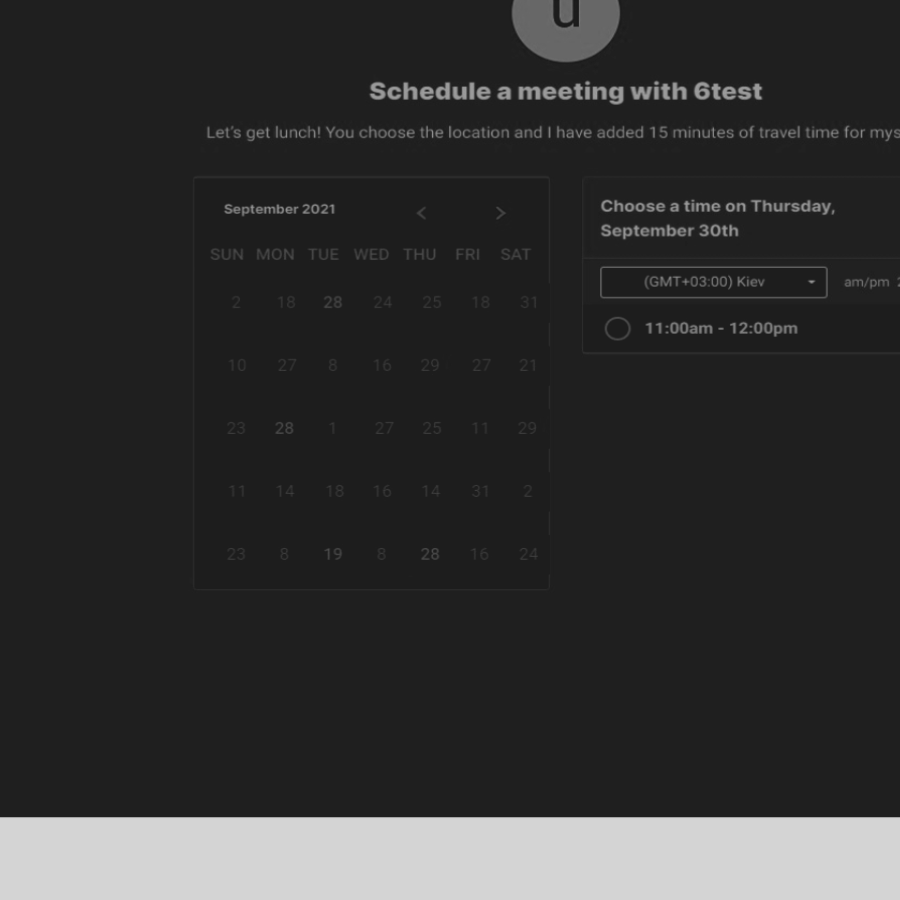 u
Schedule a meeting with 6test
Let's get lunch! You choose the location and I have added 15 minutes of travel time for mys
September 2021
SUN MON TUE WED THU FRI SAT
2 18 28 24 25 18 31
10 27 8 16 29 27 21
23 28 1 27 25 11 29
11 14 18 16 14 31 2
23 8 19 8 28 16 24
Choose a time on Thursday,
September 30th
(GMT+03:00) Kiev am/pm
11:00am - 12:00pm